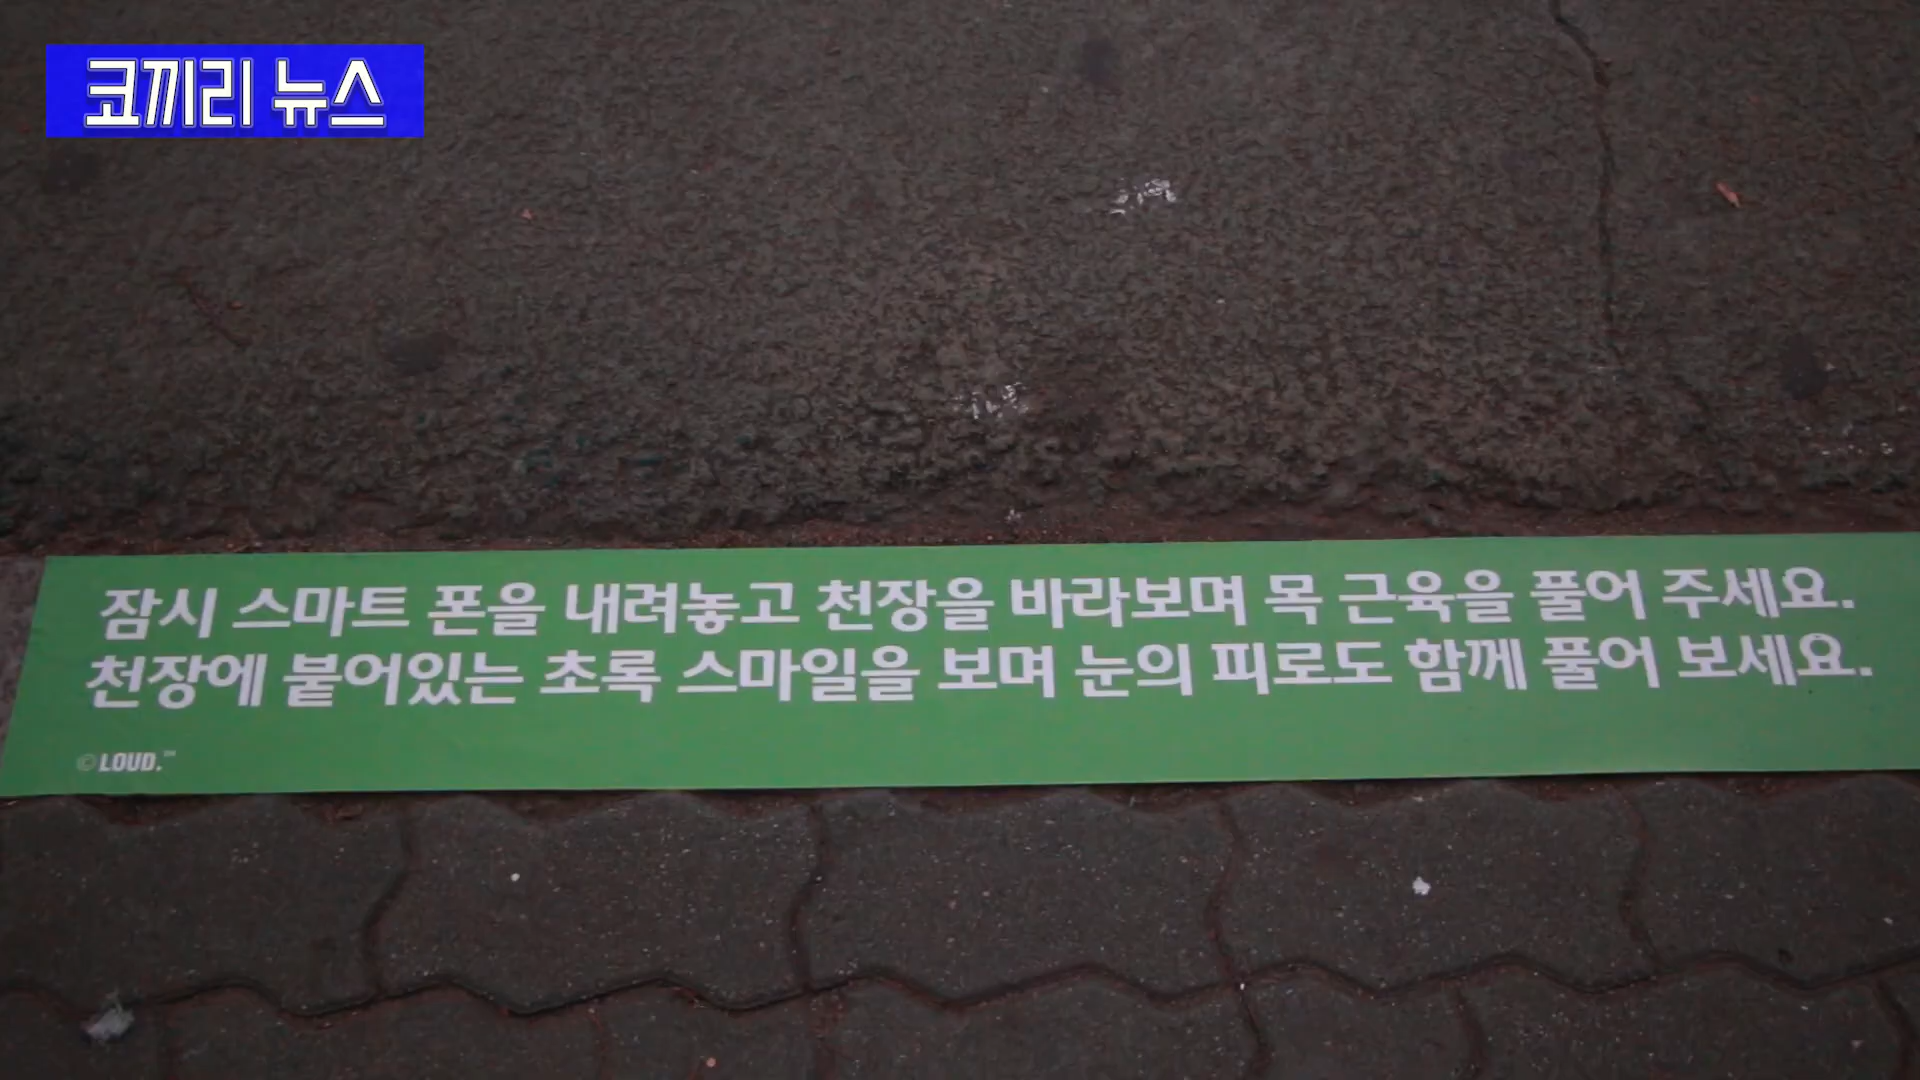 코끼리 뉴스
잠시 스마트 폰을 내려놓고 천장을 바라보며 목 근육을 풀어 주세요.
천장에 붙어있는 초록 스마일을 보며 눈의 피로도 함께 풀어 보세요.
©LOUD.